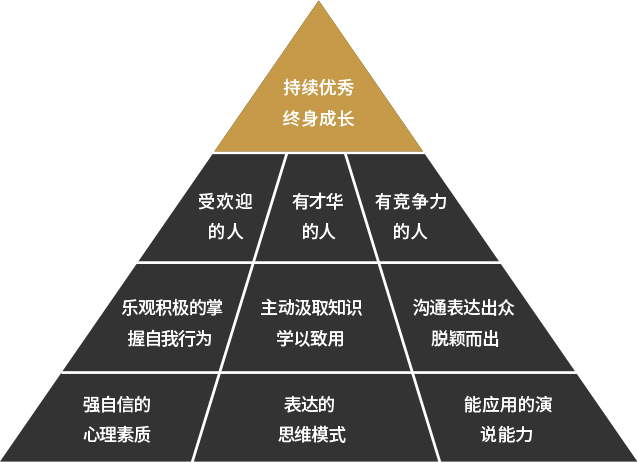 持续优秀
终身成长
受欢迎
的人
有才华
的人
有竞争力
的人
乐观积极的掌
握自我行为
主动汲取知识
学以致用
沟通表达出众
脱颖而出
强自信的
心理素质
表达的
思维模式
能应用的演
说能力